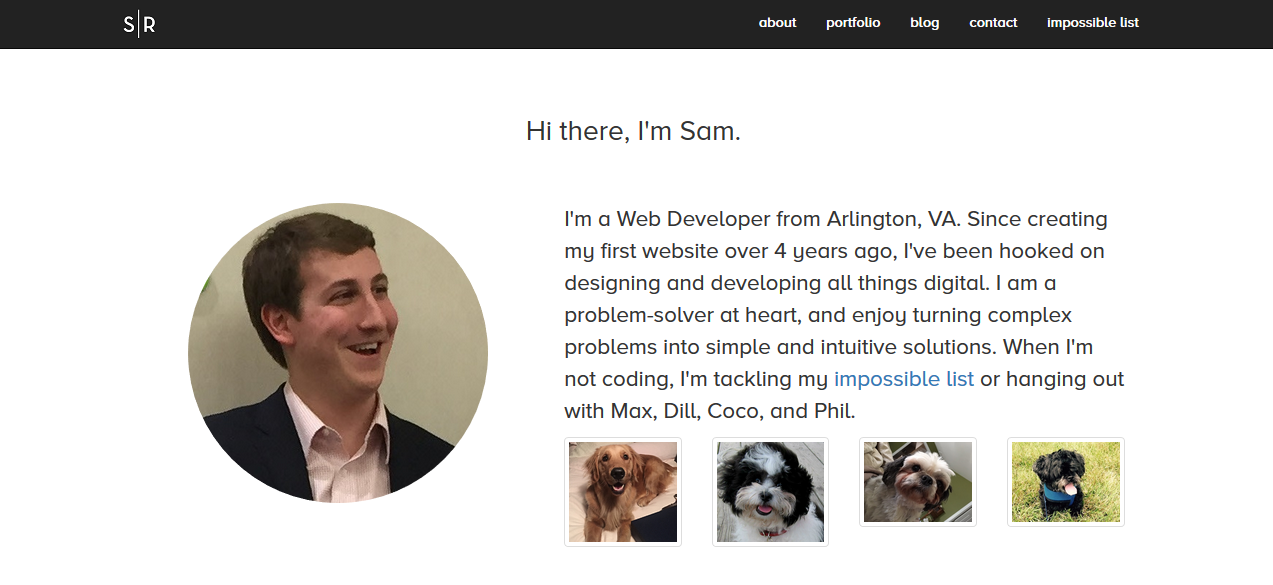 S|R
about portfolio blog contact impossible list
Hi there, I'm Sam.
I'm a Web Developer from Arlington, VA. Since creating
my first website over 4 years ago, I've been hooked on
designing and developing all things digital. I am a
problem-solver at heart, and enjoy turning complex
problems into simple and intuitive solutions. When I'm
not coding, I'm tackling my impossible list or hanging out
with Max, Dill, Coco, and Phil.